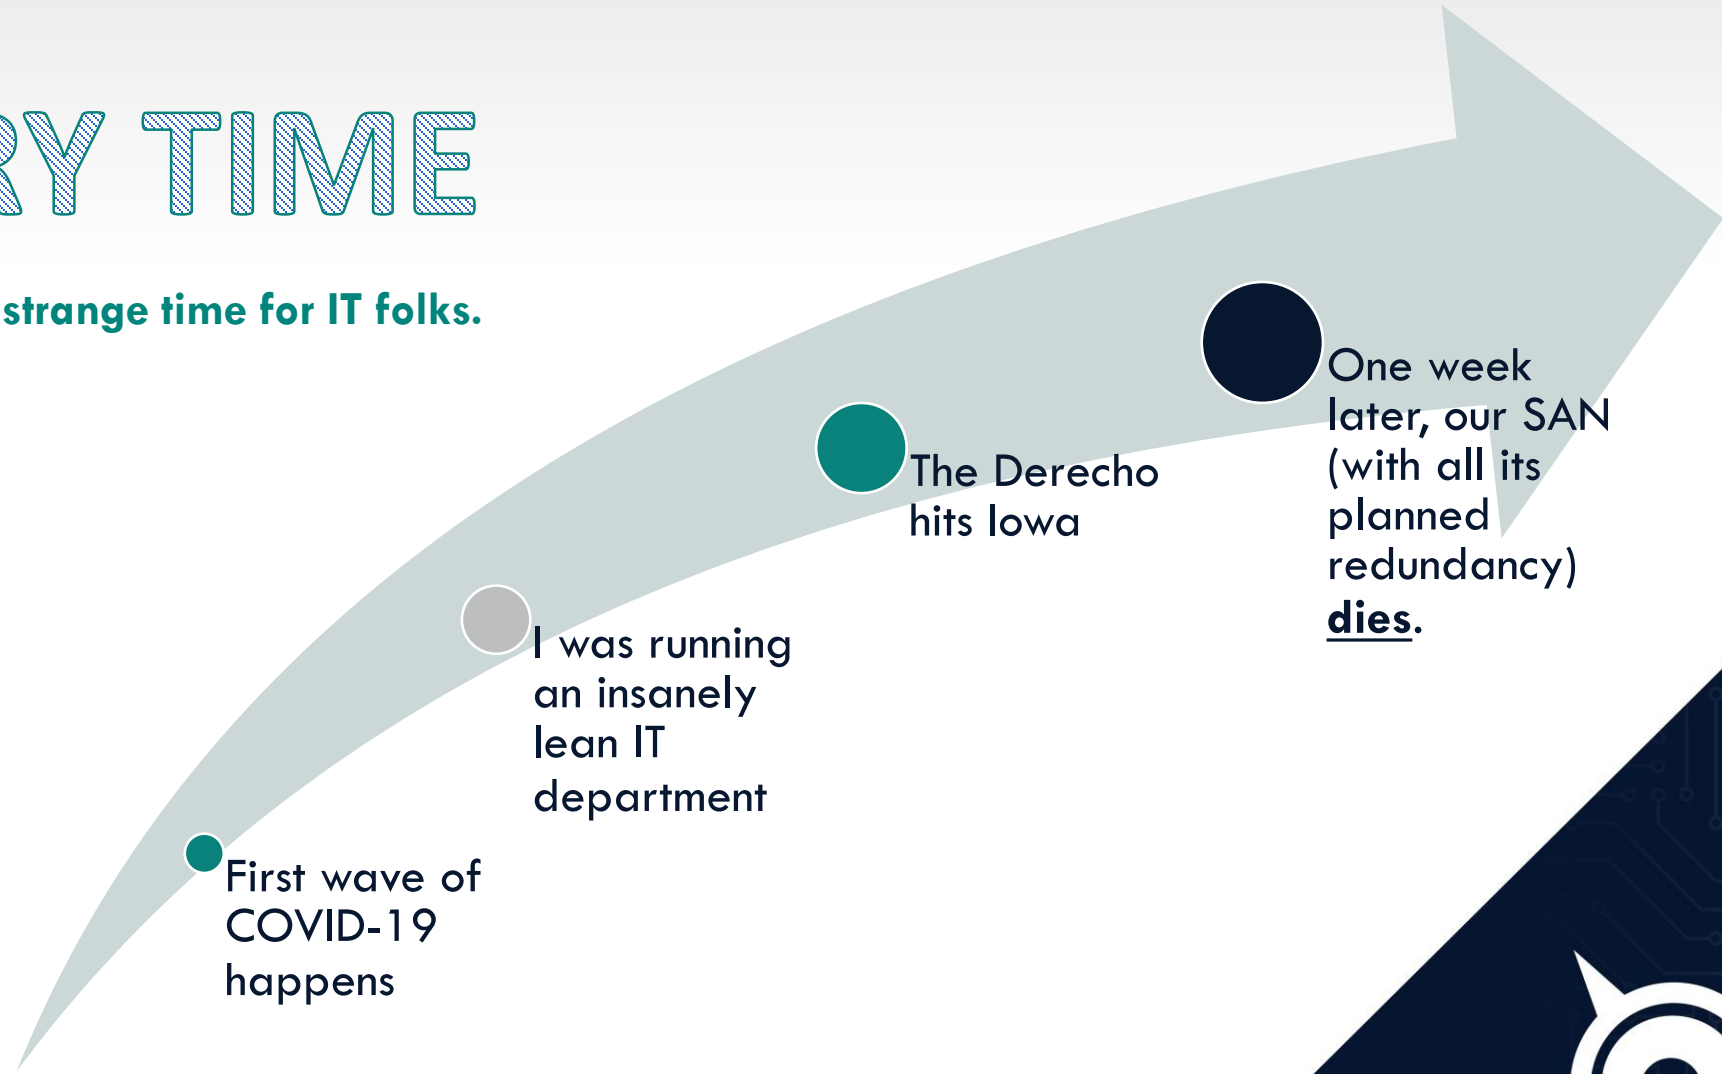 RY TIME
strange time for IT folks.
One week
later, our SAN
(with all its
planned
redundancy)
dies.
The Derecho
hits Iowa
I was running
an insanely
lean IT
department
First wave of
COVID-19
happens